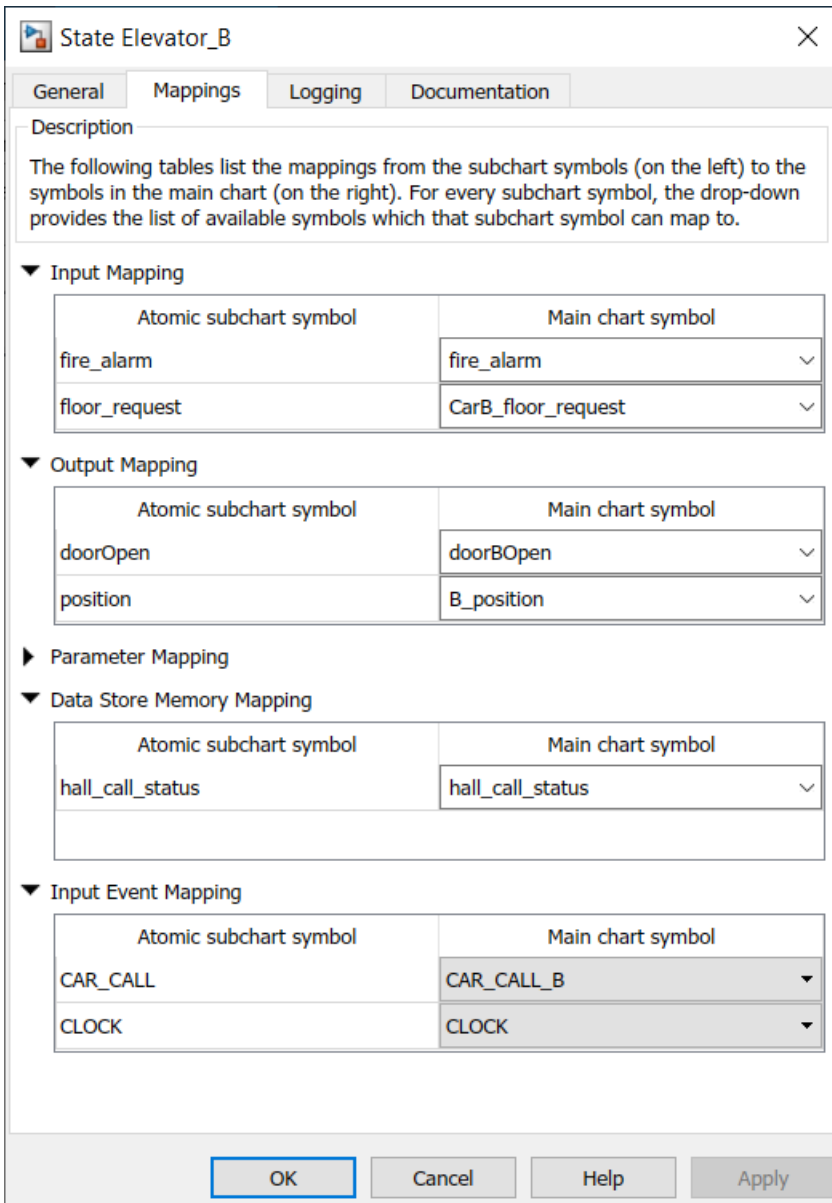 State Elevator_B
General Mappings Logging Documentation
Description
The following tables list the mappings from the subchart symbols (on the left) to the
symbols in the main chart (on the right). For every subchart symbol, the drop-down
provides the list of available symbols which that subchart symbol can map to.
Input Mapping
Atomic subchart symbol Main chart symbol
fire_alarm fire_alarm
floor_request CarB_floor_request
Output Mapping
Atomic subchart symbol Main chart symbol
doorOpen doorBOpen
position B_position
Parameter Mapping
Data Store Memory Mapping
Atomic subchart symbol Main chart symbol
hall_call_status hall_call_status
Input Event Mapping
Atomic subchart symbol Main chart symbol
CAR_CALL CAR_CALL_B
CLOCK CLOCK
OK Cancel Help Apply